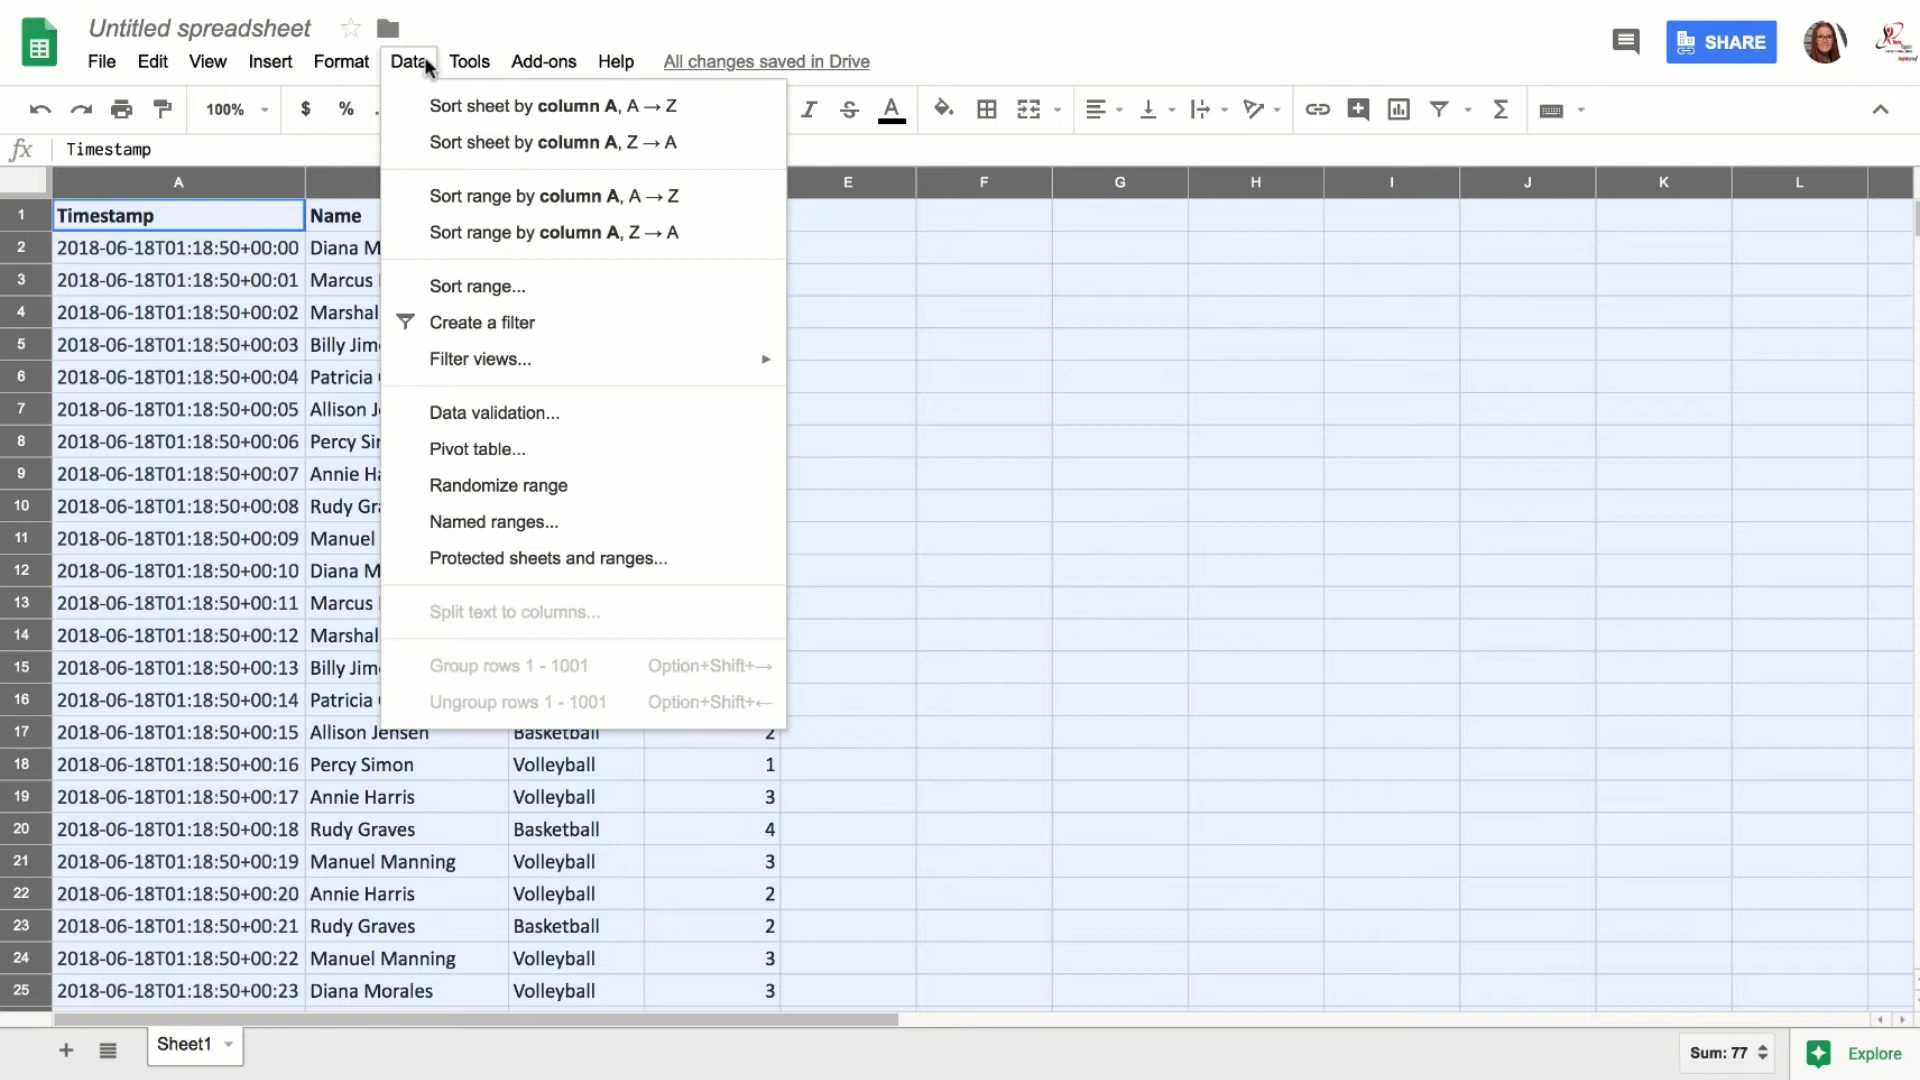 Untitled spreadsheet
File Edit View Insert Format Data Tools Add-ons Help All changes saved in Drive
SHARE
100% $ % .
fx Timestamp
A E F G H I J K L
Sort sheet by column A, A → Z
Sort sheet by column A, Z → A
Sort range by column A, A → Z
Sort range by column A, Z → A
Sort range...
Create a filter
Filter views...
Data validation...
Pivot table...
Randomize range
Named ranges...
Protected sheets and ranges...
Split text to columns...
Group rows 1 - 1001 Option+Shift+→
Ungroup rows 1 - 1001 Option+Shift+←
1 Timestamp Name
2 2018-06-18T01:18:50+00:00 Diana M
3 2018-06-18T01:18:50+00:01 Marcus
4 2018-06-18T01:18:50+00:02 Marshal
5 2018-06-18T01:18:50+00:03 Billy Jim
6 2018-06-18T01:18:50+00:04 Patricia
7 2018-06-18T01:18:50+00:05 Allison J
8 2018-06-18T01:18:50+00:06 Percy Si
9 2018-06-18T01:18:50+00:07 Annie Ha
10 2018-06-18T01:18:50+00:08 Rudy Gr
11 2018-06-18T01:18:50+00:09 Manuel
12 2018-06-18T01:18:50+00:10 Diana M
13 2018-06-18T01:18:50+00:11 Marcus
14 2018-06-18T01:18:50+00:12 Marshal
15 2018-06-18T01:18:50+00:13 Billy Jim
16 2018-06-18T01:18:50+00:14 Patricia
17 2018-06-18T01:18:50+00:15 Allison Jensen Basketball 2
18 2018-06-18T01:18:50+00:16 Percy Simon Volleyball 1
19 2018-06-18T01:18:50+00:17 Annie Harris Volleyball 3
20 2018-06-18T01:18:50+00:18 Rudy Graves Basketball 4
21 2018-06-18T01:18:50+00:19 Manuel Manning Volleyball 3
22 2018-06-18T01:18:50+00:20 Annie Harris Volleyball 2
23 2018-06-18T01:18:50+00:21 Rudy Graves Basketball 2
24 2018-06-18T01:18:50+00:22 Manuel Manning Volleyball 3
25 2018-06-18T01:18:50+00:23 Diana Morales Volleyball 3
Sheet1
Sum: 77
Explore